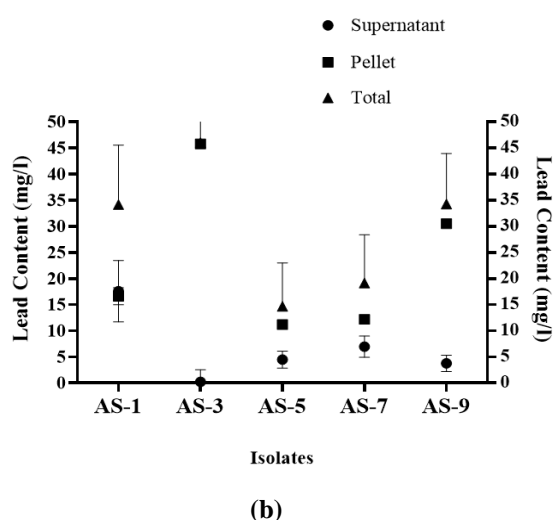 Supernatant
Pellet
Total
Lead Content (mg/l)
50
45
40
35
30
25
20
15
10
5
0
50
45
40
35
30
25
20
15
10
5
0
Lead Content (mg/l)
AS-1 AS-3 AS-5 AS-7 AS-9
Isolates
(b)